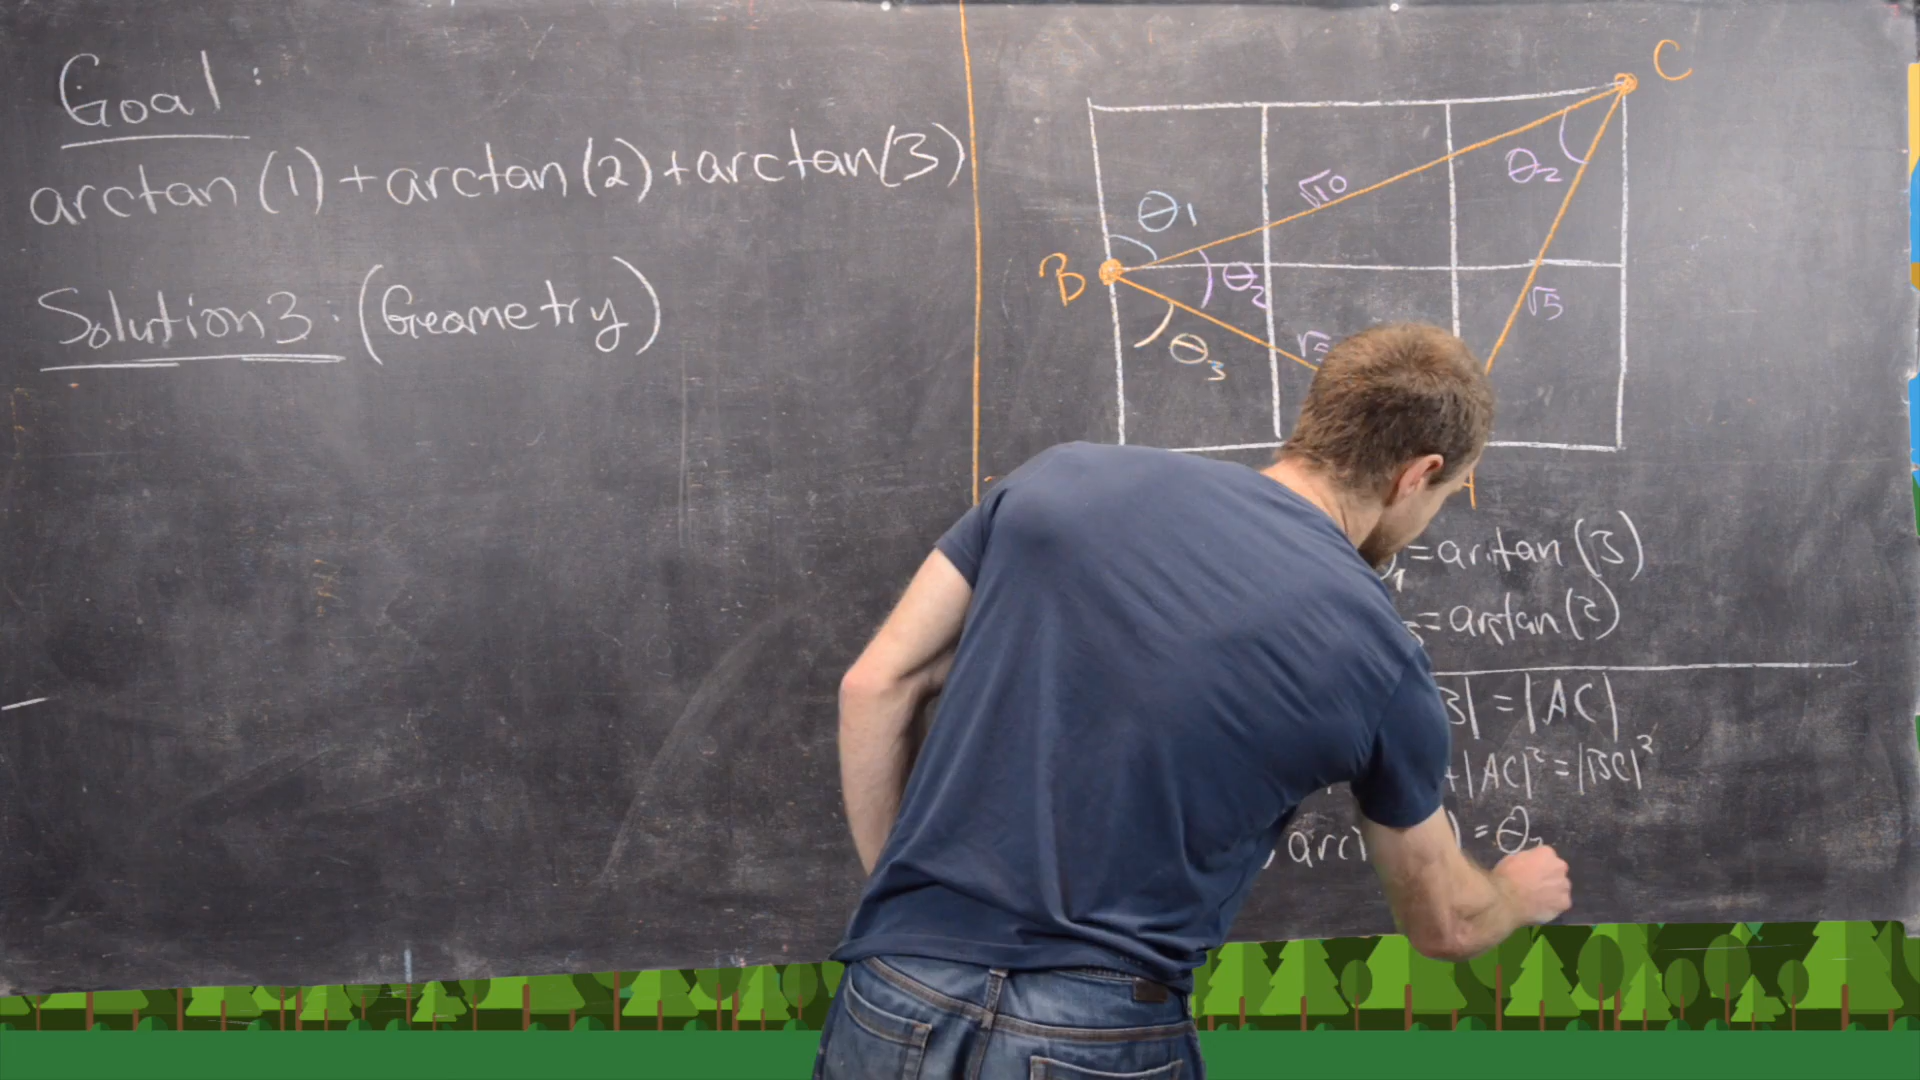 Goal:
arctan(1)+arctan(2)+arctan(3)
Solution 3: (Geometry)
C
B
θ1
θ2
θ3
√10
θ2
√5
=arctan(3)
=arctan(2)
=|AC|
+|AC|²=|BC|²
=θ2